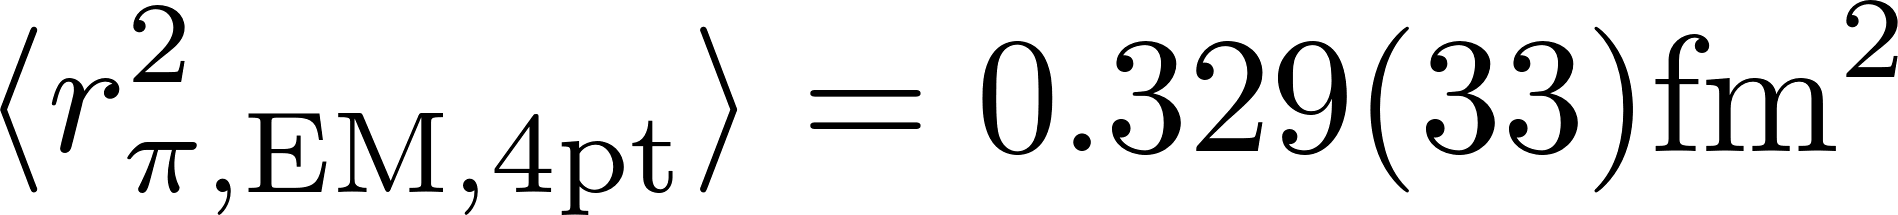 ⟨r²_{π,EM,4pt}⟩ = 0.329(33)fm²